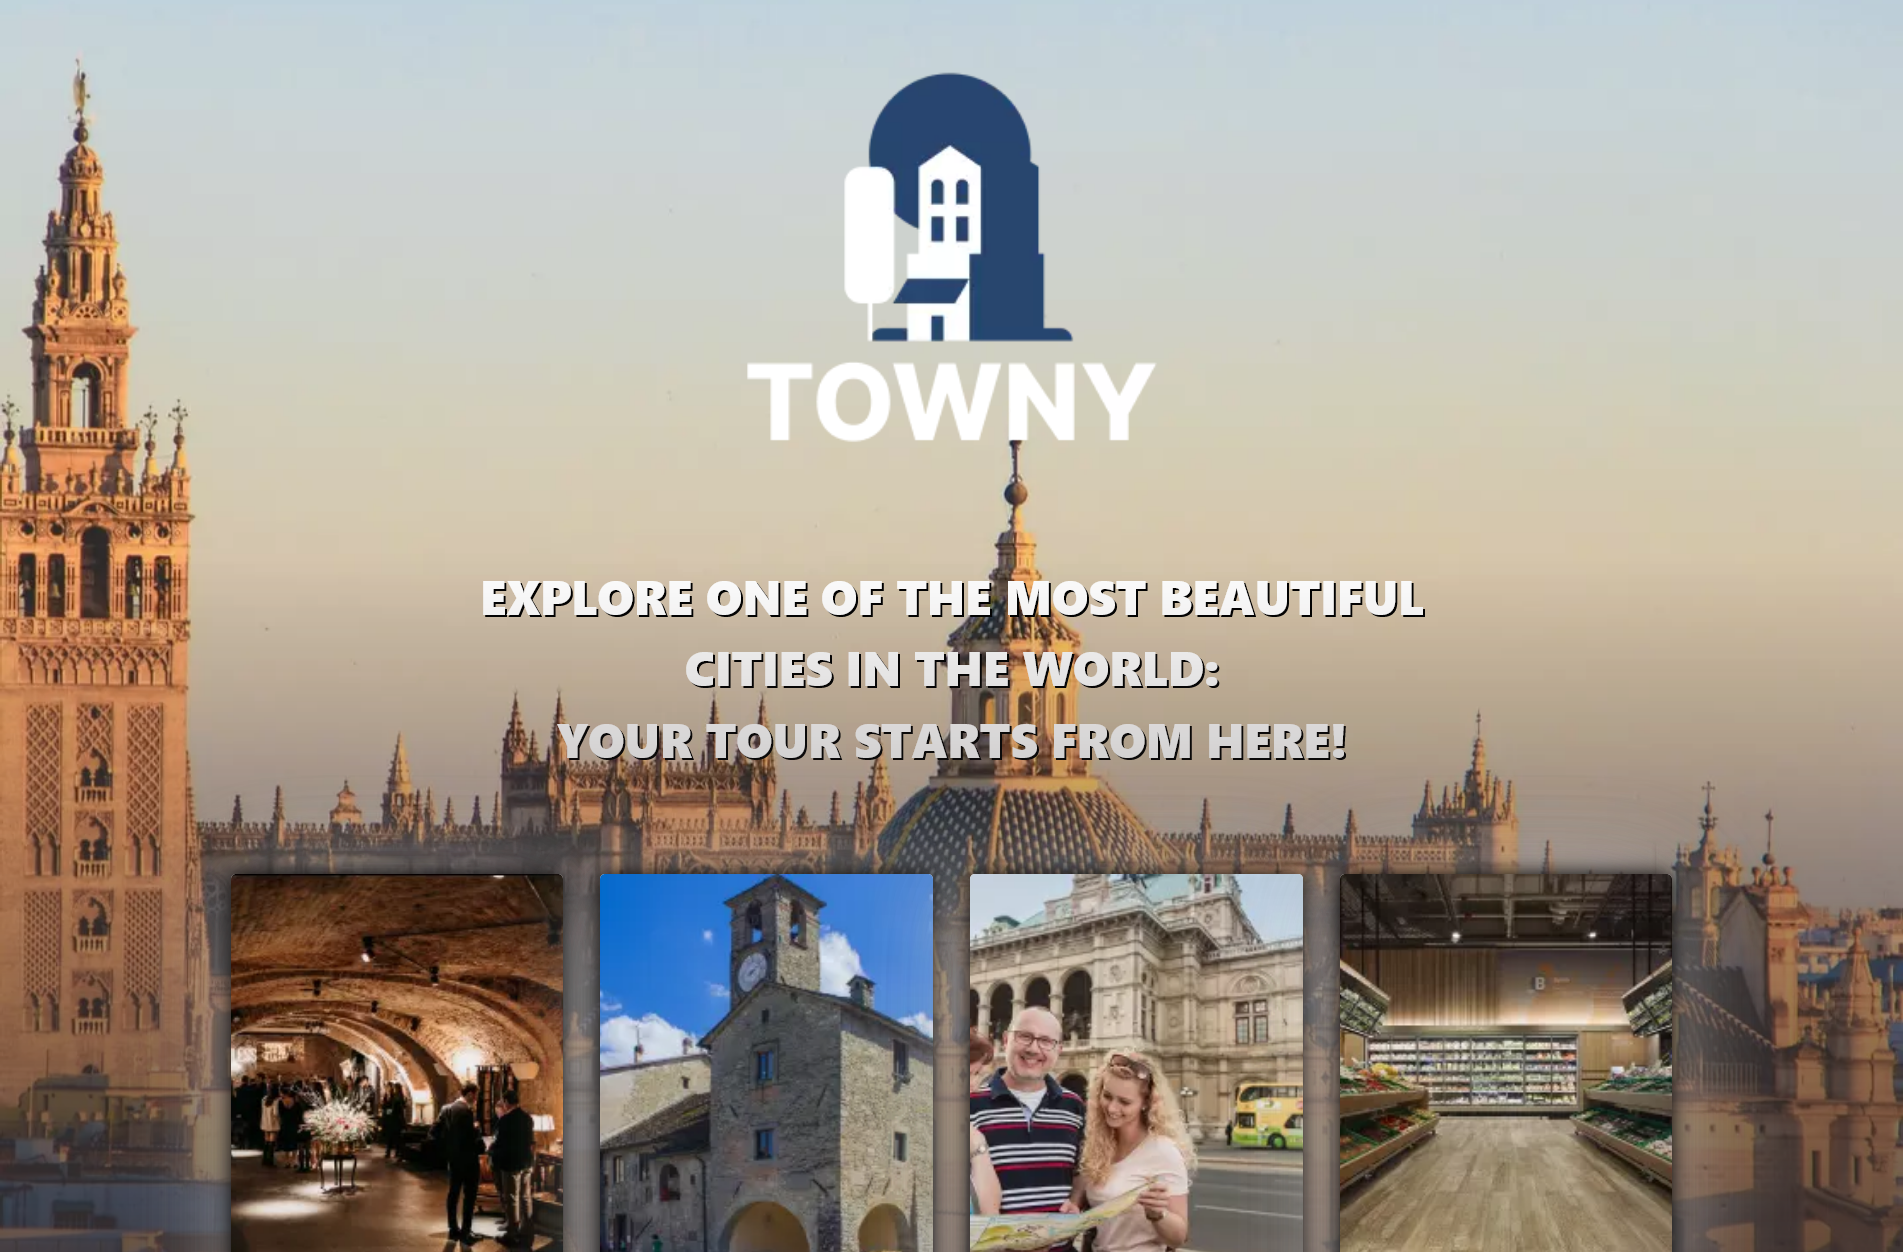 TOWNY
EXPLORE ONE OF THE MOST BEAUTIFUL
CITIES IN THE WORLD:
YOUR TOUR STARTS FROM HERE!
B